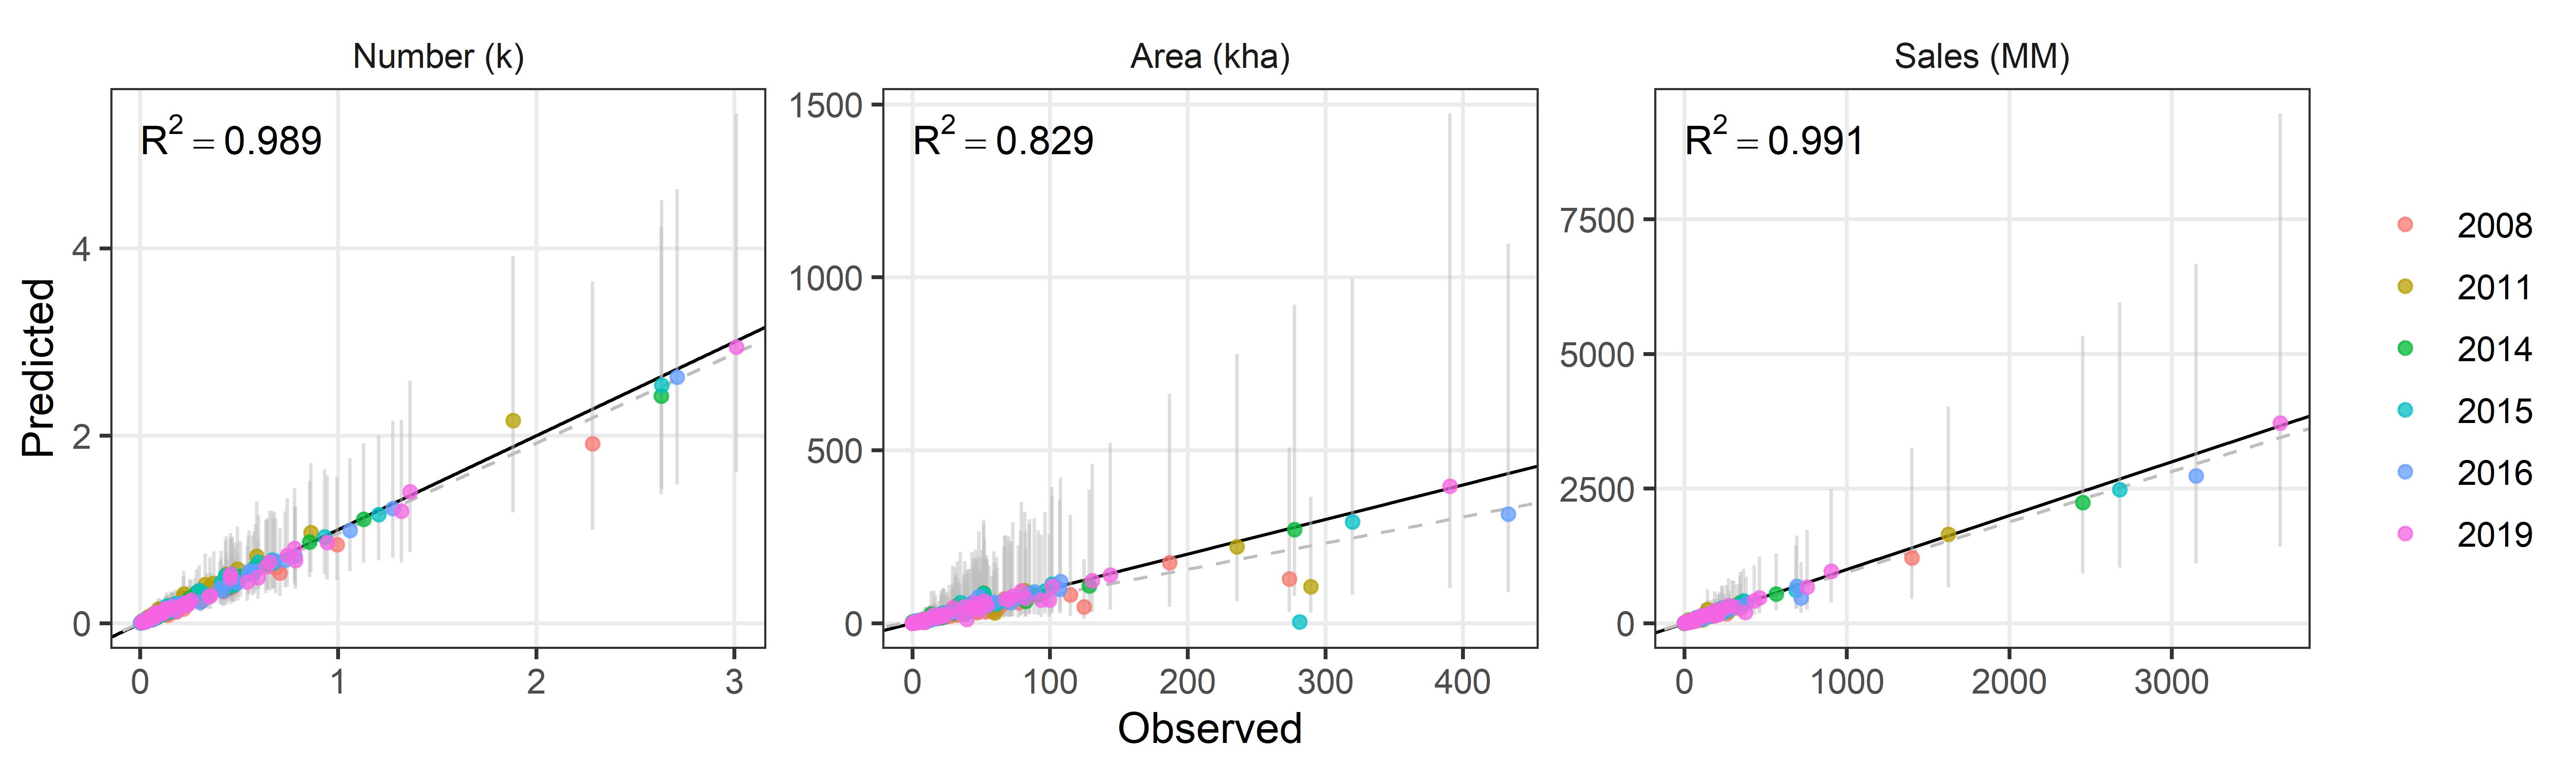 Number (k)
Area (kha)
Sales (MM)
R² = 0.989
R² = 0.829
R² = 0.991
Predicted
4
2
0
1500
1000
500
0
7500
5000
2500
0
0 1 2 3
0 100 200 300 400
0 1000 2000 3000
Observed
2008
2011
2014
2015
2016
2019